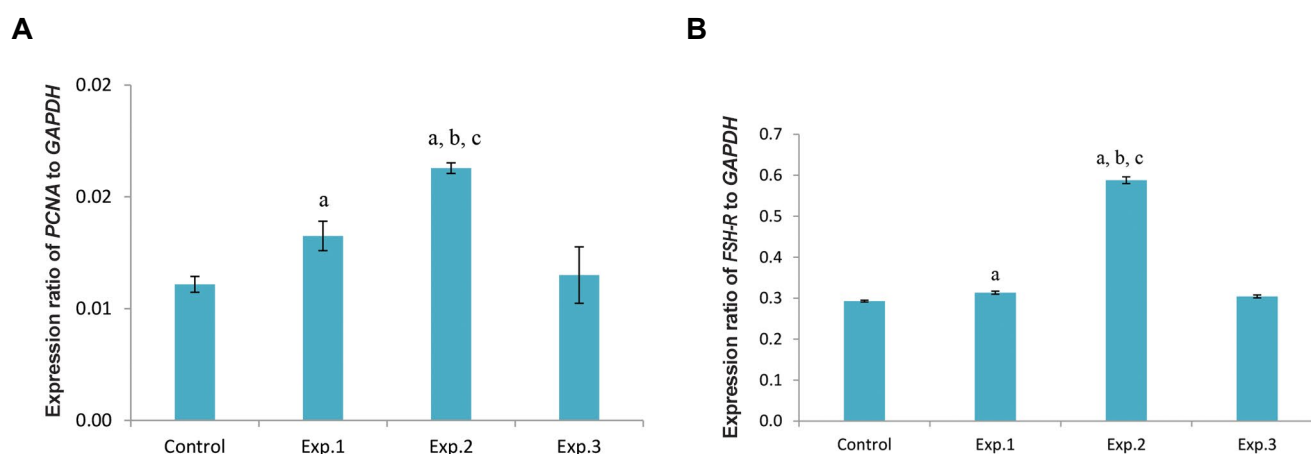 A
Expression ratio of PCNA to GAPDH
0.02
0.02
0.01
0.00
a
a, b, c
Control Exp.1 Exp.2 Exp.3
B
Expression ratio of FSH-R to GAPDH
0.7
0.6
0.5
0.4
0.3
0.2
0.1
0.0
a
a, b, c
Control Exp.1 Exp.2 Exp.3